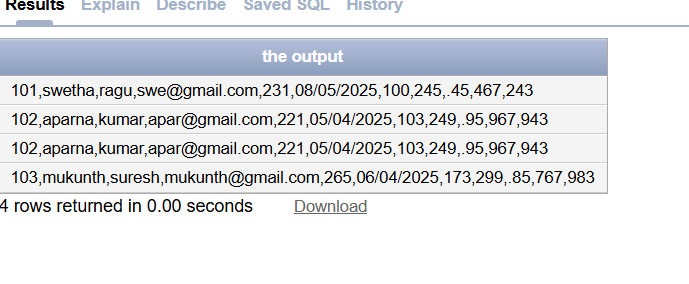 Results Explain Describe Saved SQL History
the output
101,swetha,ragu,swe@gmail.com,231,08/05/2025,100,245,.45,467,243
102,aparna,kumar,apar@gmail.com,221,05/04/2025,103,249,.95,967,943
102,aparna,kumar,apar@gmail.com,221,05/04/2025,103,249,.95,967,943
103,mukunth,suresh,mukunth@gmail.com,265,06/04/2025,173,299,.85,767,983
4 rows returned in 0.00 seconds Download